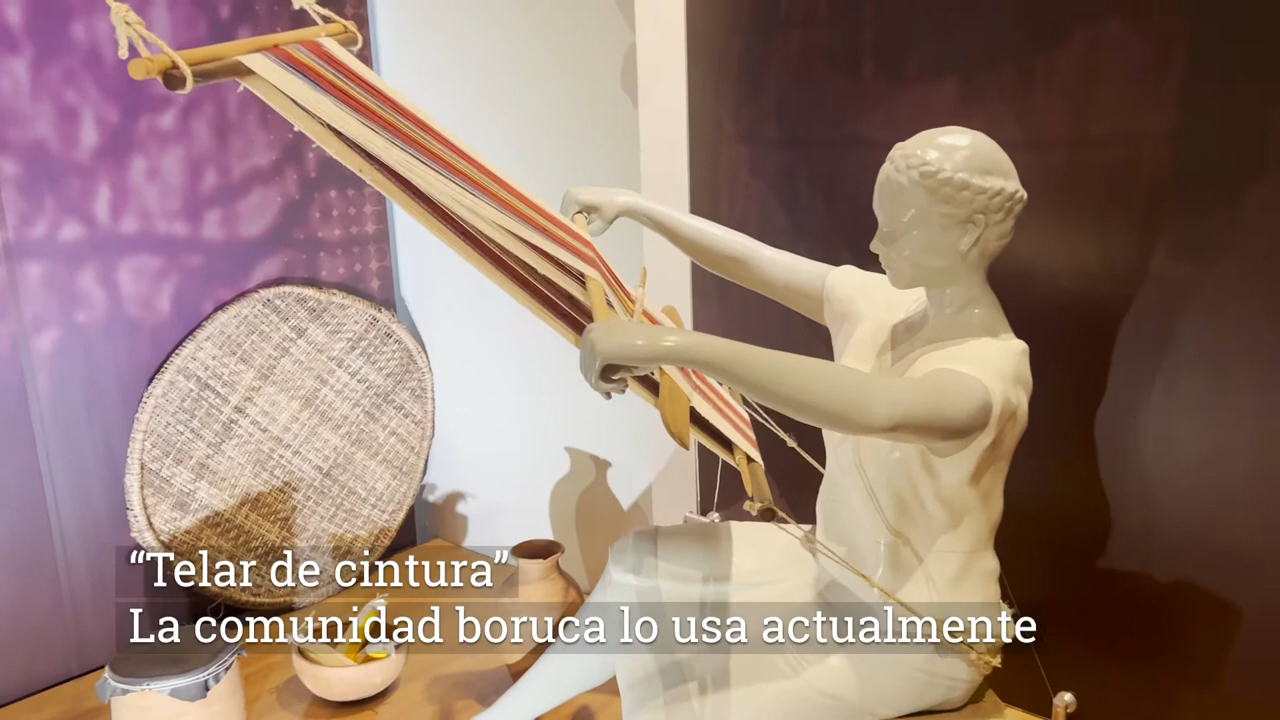 “Telar de cintura”
La comunidad boruca lo usa actualmente